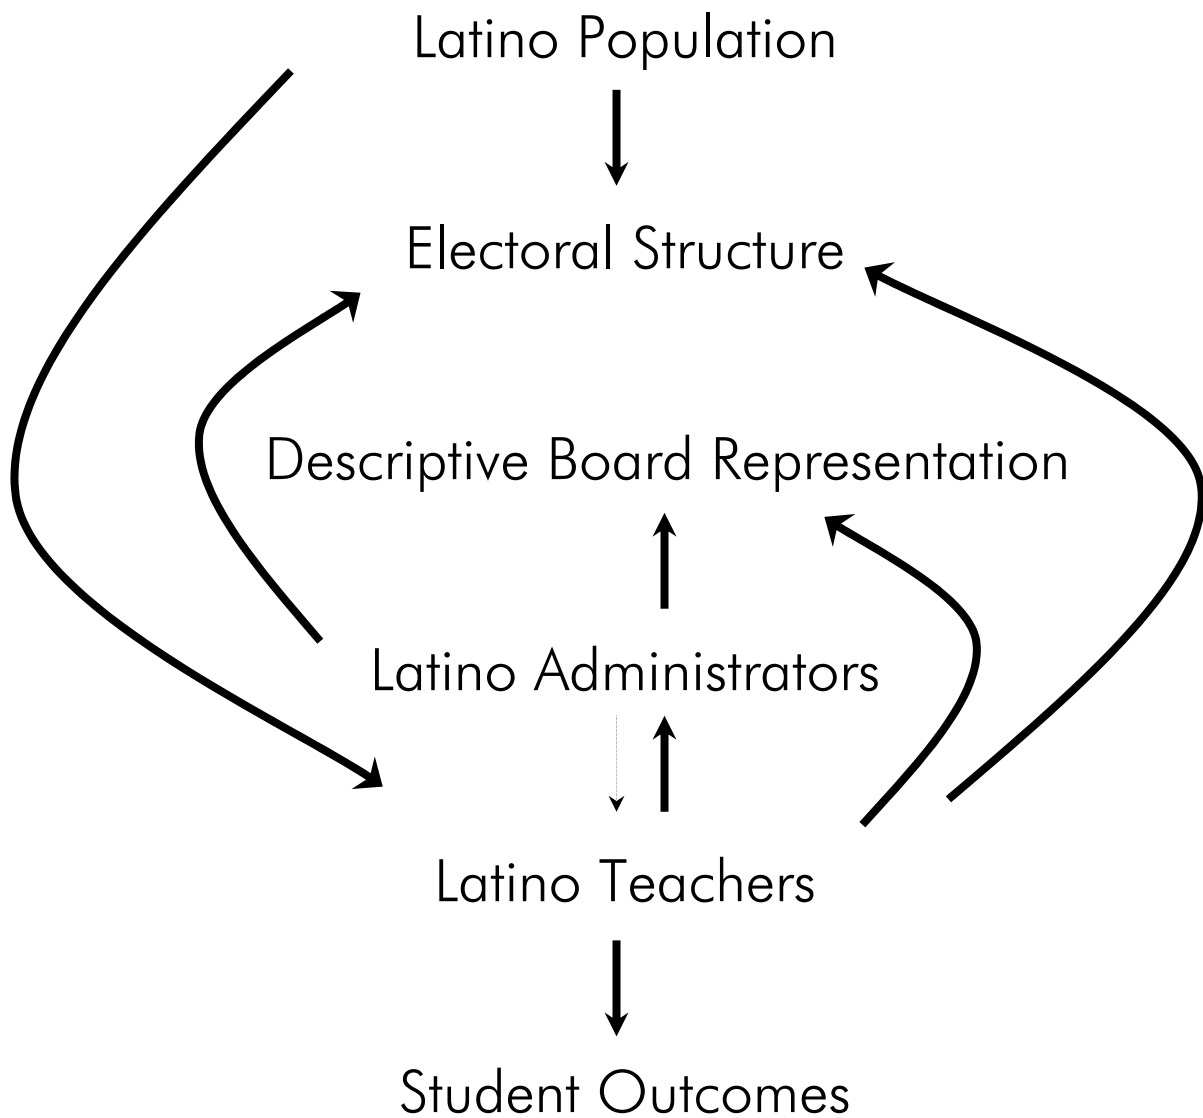 Latino Population
Electoral Structure
Descriptive Board Representation
Latino Administrators
Latino Teachers
Student Outcomes